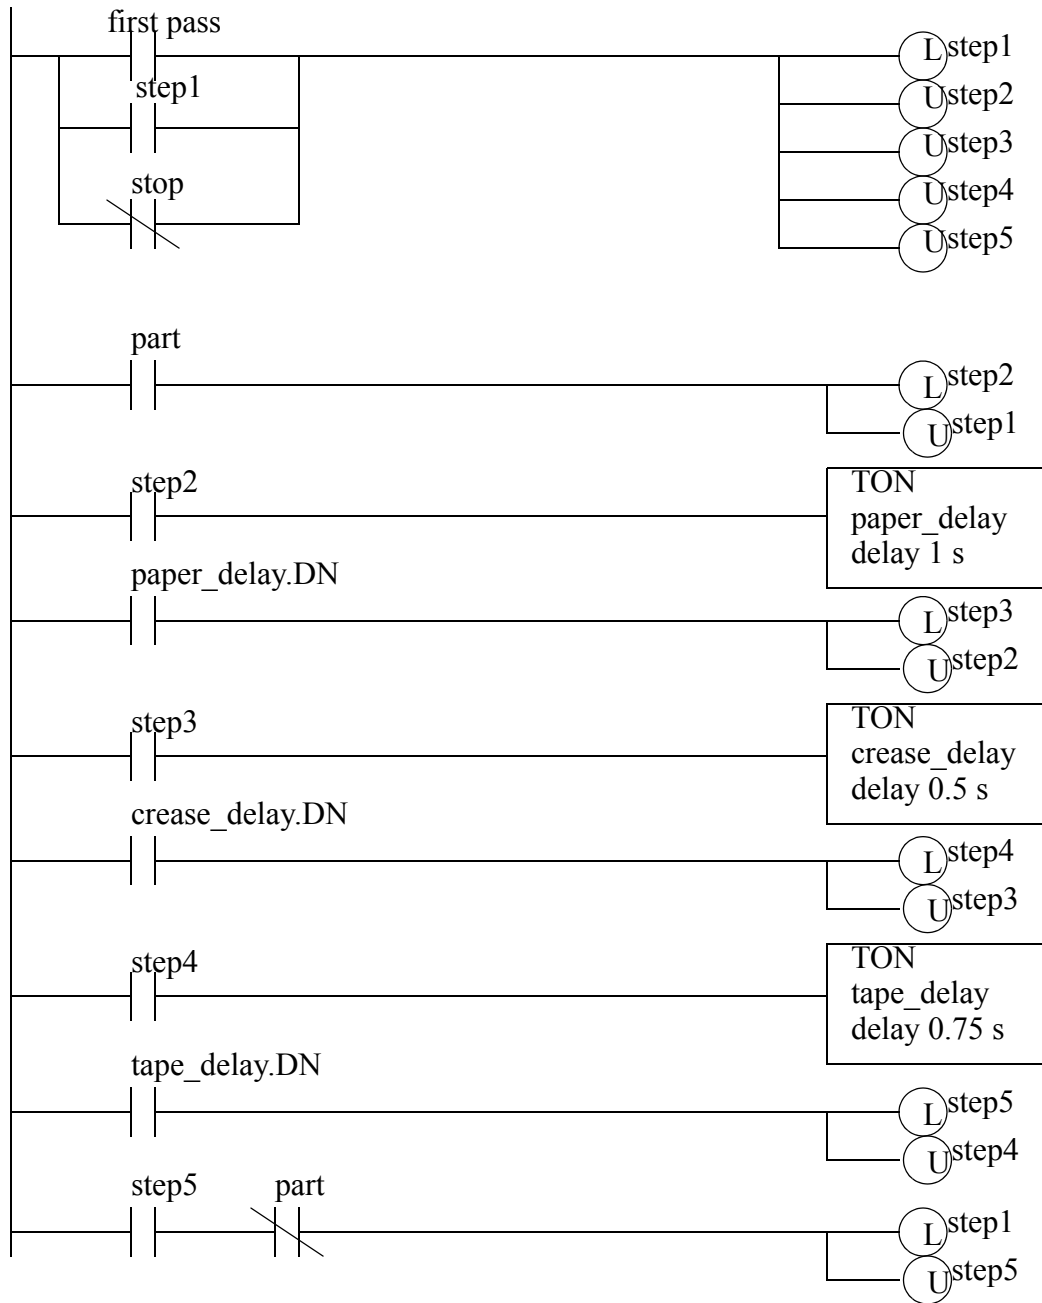 first pass
L step1
step1
U step2
U step3
stop
U step4
U step5
part
L step2
U step1
step2
TON
paper_delay
delay 1 s
paper_delay.DN
L step3
U step2
step3
TON
crease_delay
delay 0.5 s
crease_delay.DN
L step4
U step3
step4
TON
tape_delay
delay 0.75 s
tape_delay.DN
L step5
U step4
step5 part
L step1
U step5